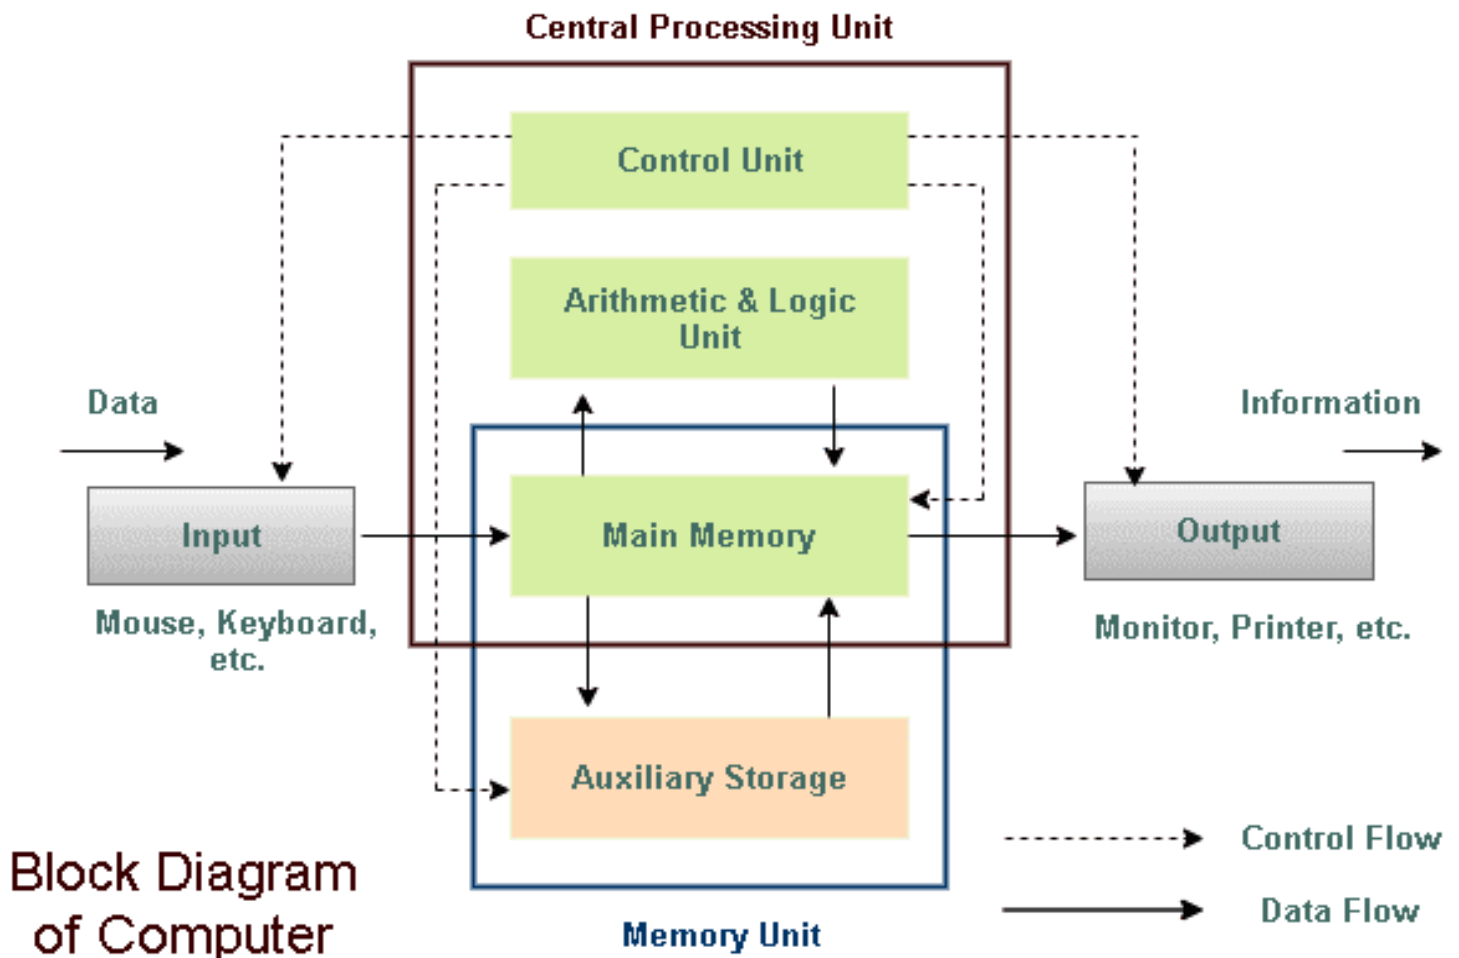 Central Processing Unit
Control Unit
Arithmetic & Logic
Unit
Data
Information
Input
Main Memory
Output
Mouse, Keyboard,
etc.
Monitor, Printer, etc.
Auxiliary Storage
Control Flow
Data Flow
Block Diagram
of Computer
Memory Unit